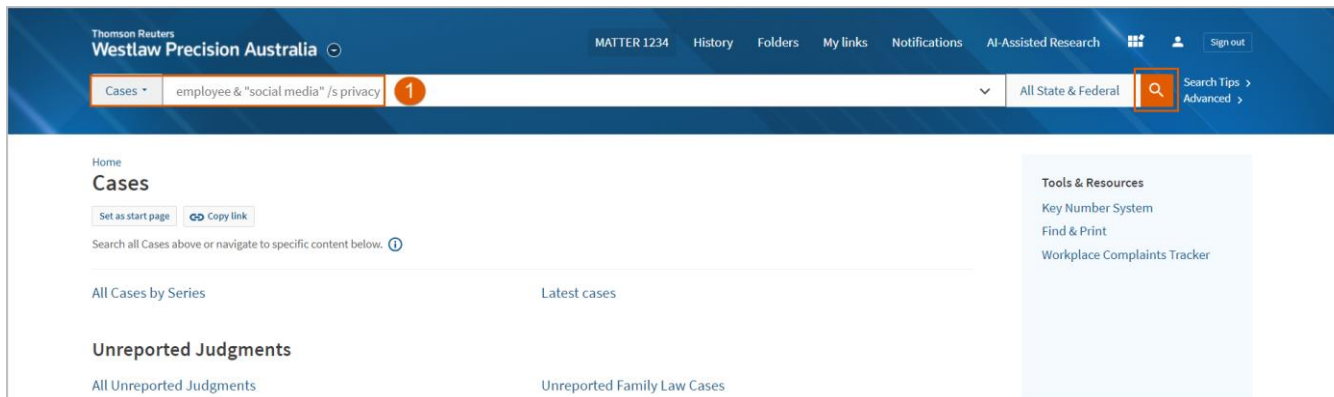 Thomson Reuters
Westlaw Precision Australia
MATTER 1234 History Folders My links Notifications AI-Assisted Research Sign out
Cases employee & "social media" /s privacy 1 All State & Federal
Search Tips >
Advanced >
Home
Cases
Set as start page Copy link
Search all Cases above or navigate to specific content below.
All Cases by Series Latest cases
Unreported Judgments
All Unreported Judgments Unreported Family Law Cases
Tools & Resources
Key Number System
Find & Print
Workplace Complaints Tracker